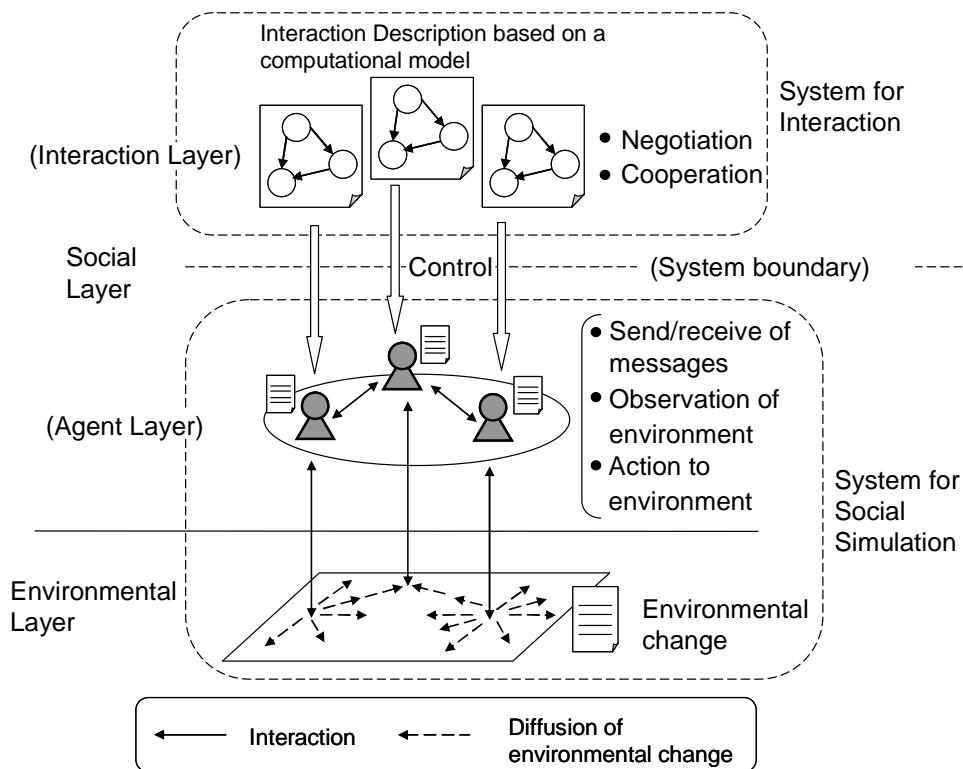 Interaction Description based on a
computational model
System for
Interaction
(Interaction Layer)
• Negotiation
• Cooperation
Social
Layer
Control
(System boundary)
• Send/receive of
messages
• Observation of
environment
• Action to
environment
(Agent Layer)
System for
Social
Simulation
Environmental
Layer
Environmental
change
Interaction
Diffusion of
environmental change